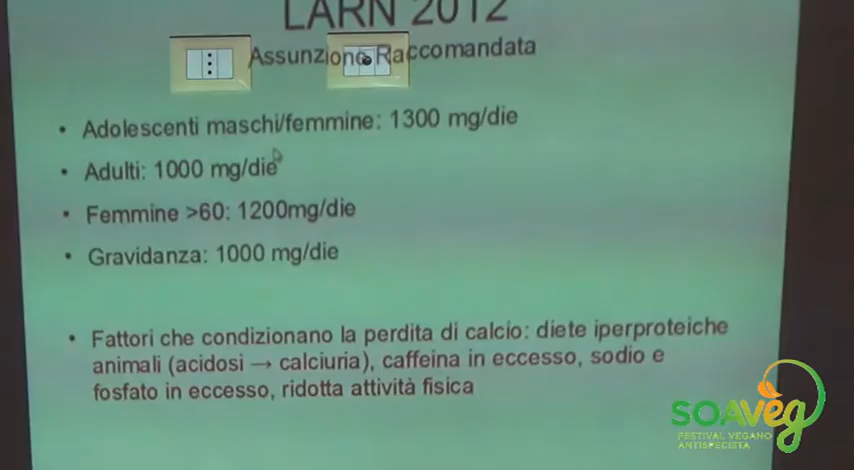 LARN 2012
Assunzione Raccomandata
• Adolescenti maschi/femmine: 1300 mg/die
• Adulti: 1000 mg/die
• Femmine >60: 1200mg/die
• Gravidanza: 1000 mg/die
• Fattori che condizionano la perdita di calcio: diete iperproteiche
animali (acidosi → calciuria), caffeina in eccesso, sodio e
fosfato in eccesso, ridotta attività fisica
SOAVeg
FESTIVAL VEGANO
ANTISPECISTA